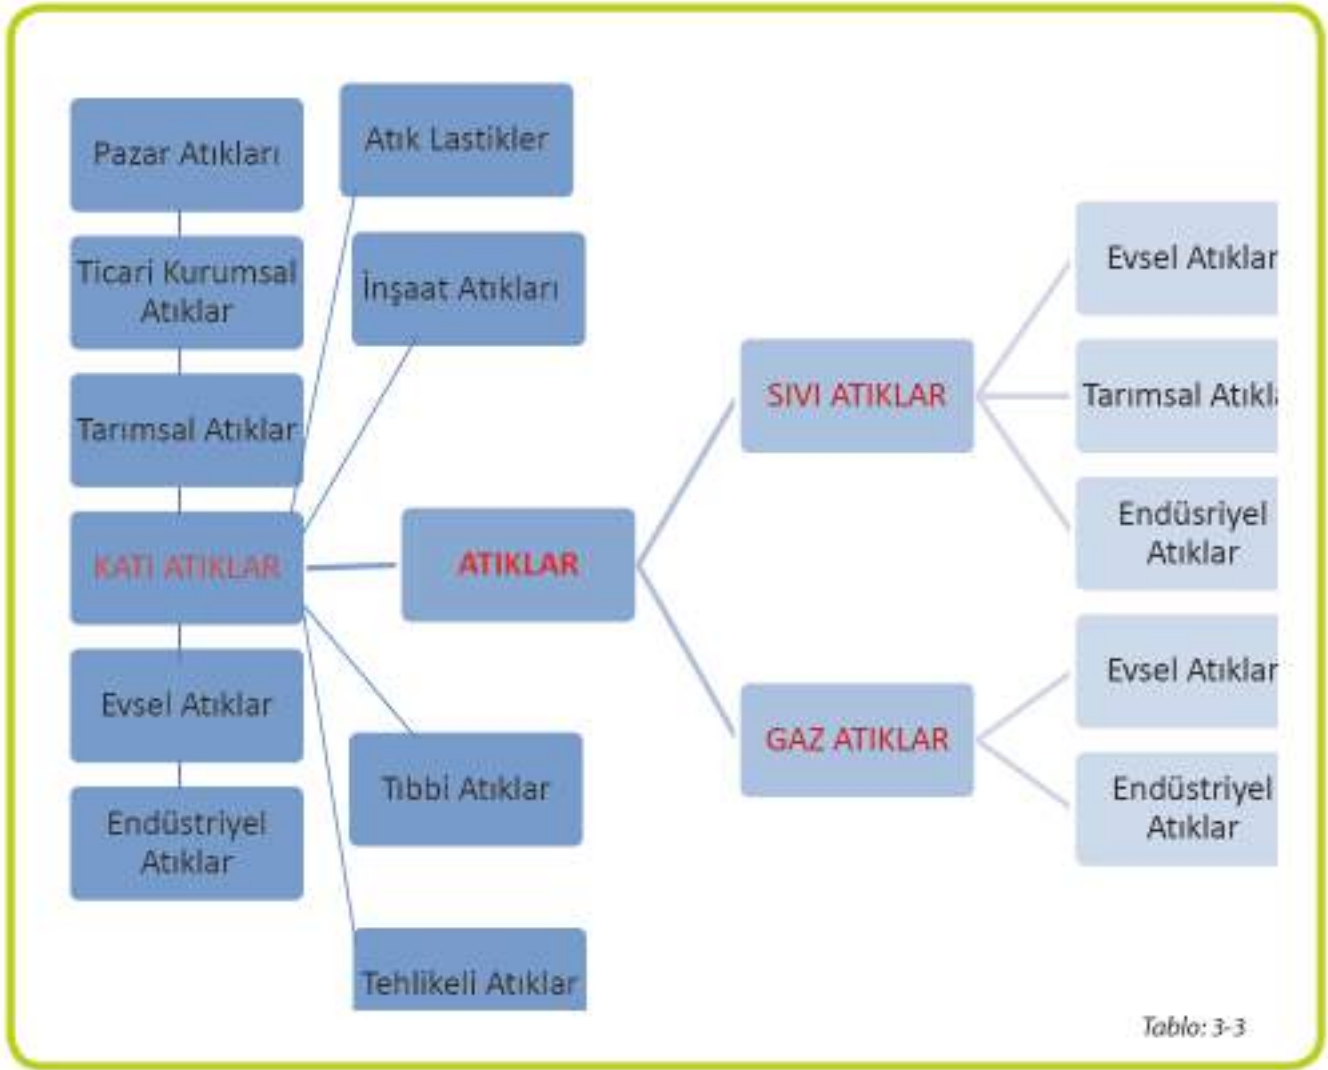 Pazar Atıkları
Ticari Kurumsal
Atıklar
Tarımsal Atıklar
KATI ATIKLAR
Evsel Atıklar
Endüstriyel
Atıklar
Atık Lastikler
İnşaat Atıkları
ATIKLAR
Tıbbi Atıklar
Tehlikeli Atıklar
SIVI ATIKLAR
Evsel Atıklar
Tarımsal Atıkla
Endüsriyel
Atıklar
GAZ ATIKLAR
Evsel Atıklar
Endüstriyel
Atıklar
Tablo: 3-3